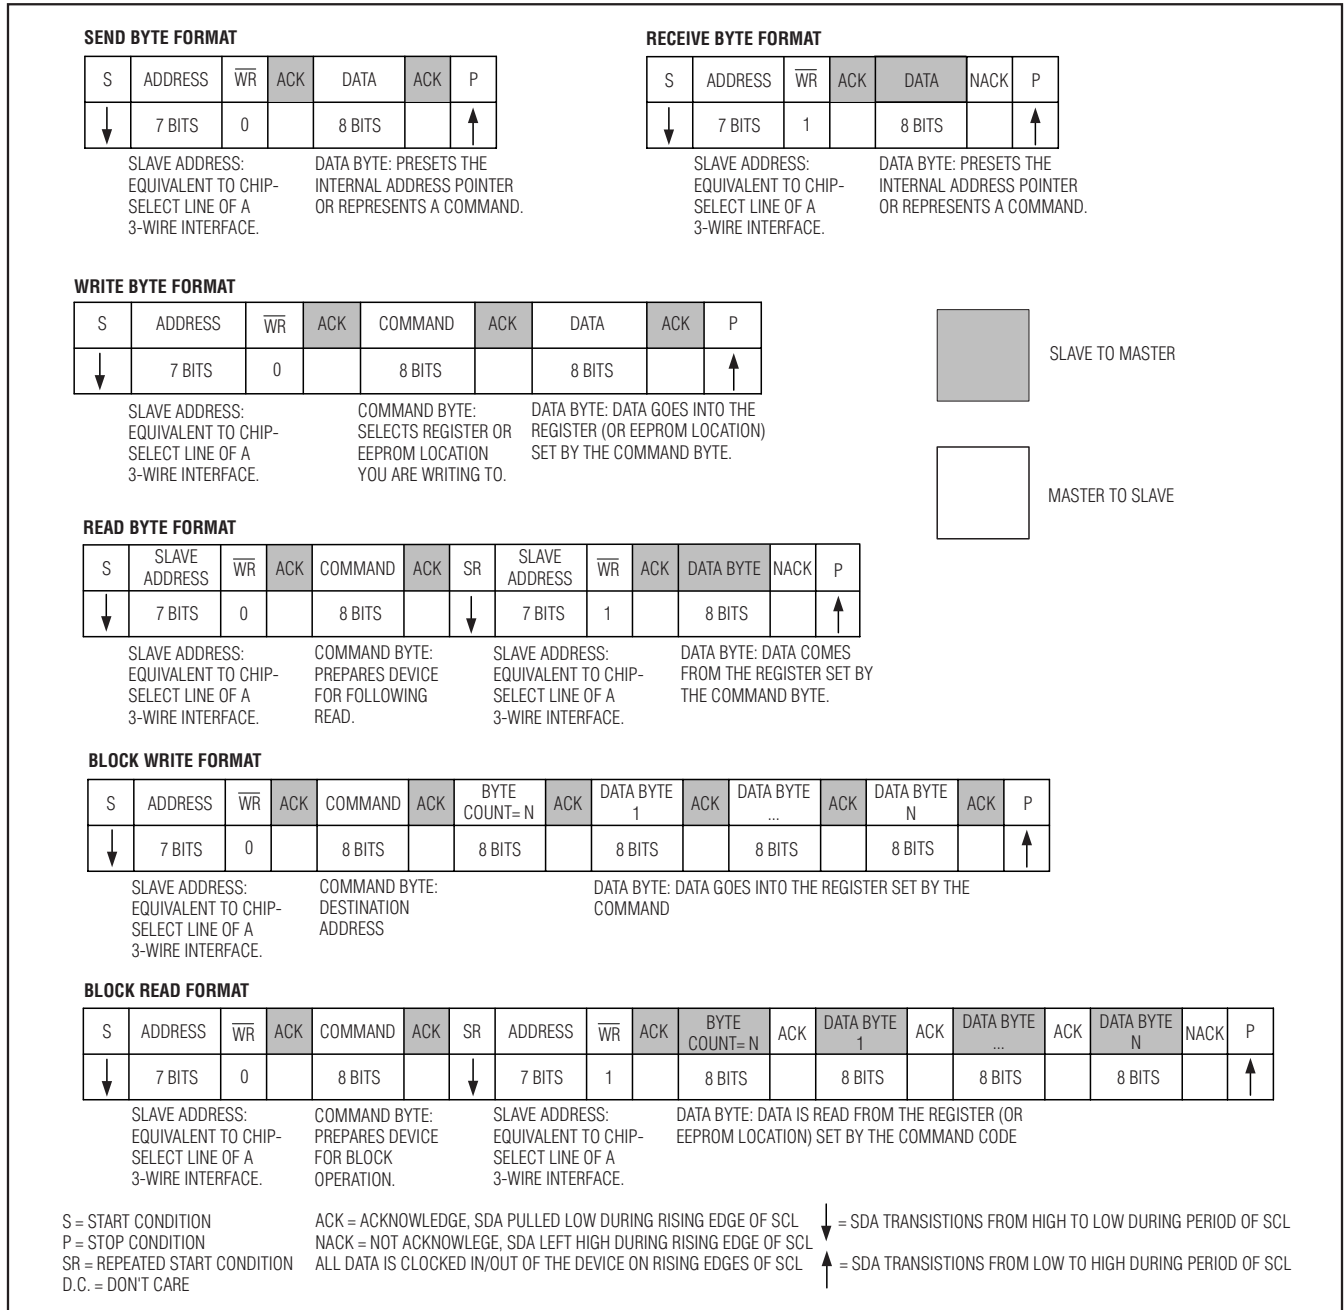 SEND BYTE FORMAT
S ADDRESS WR ACK DATA ACK P
7 BITS 0 8 BITS
SLAVE ADDRESS:
EQUIVALENT TO CHIP-
SELECT LINE OF A
3-WIRE INTERFACE.
DATA BYTE: PRESETS THE
INTERNAL ADDRESS POINTER
OR REPRESENTS A COMMAND.
RECEIVE BYTE FORMAT
S ADDRESS WR ACK DATA NACK P
7 BITS 1 8 BITS
SLAVE ADDRESS:
EQUIVALENT TO CHIP-
SELECT LINE OF A
3-WIRE INTERFACE.
DATA BYTE: PRESETS THE
INTERNAL ADDRESS POINTER
OR REPRESENTS A COMMAND.
WRITE BYTE FORMAT
S ADDRESS WR ACK COMMAND ACK DATA ACK P
7 BITS 0 8 BITS 8 BITS
SLAVE ADDRESS:
EQUIVALENT TO CHIP-
SELECT LINE OF A
3-WIRE INTERFACE.
COMMAND BYTE:
SELECTS REGISTER OR
EEPROM LOCATION
YOU ARE WRITING TO.
DATA BYTE: DATA GOES INTO THE
REGISTER (OR EEPROM LOCATION)
SET BY THE COMMAND BYTE.
SLAVE TO MASTER
MASTER TO SLAVE
READ BYTE FORMAT
S SLAVE ADDRESS WR ACK COMMAND ACK SR SLAVE ADDRESS WR ACK DATA BYTE NACK P
7 BITS 0 8 BITS 7 BITS 1 8 BITS
SLAVE ADDRESS:
EQUIVALENT TO CHIP-
SELECT LINE OF A
3-WIRE INTERFACE.
COMMAND BYTE:
PREPARES DEVICE
FOR FOLLOWING
READ.
SLAVE ADDRESS:
EQUIVALENT TO CHIP-
SELECT LINE OF A
3-WIRE INTERFACE.
DATA BYTE: DATA COMES
FROM THE REGISTER SET BY
THE COMMAND BYTE.
BLOCK WRITE FORMAT
S ADDRESS WR ACK COMMAND ACK BYTE COUNT= N ACK DATA BYTE 1 ACK DATA BYTE ... ACK DATA BYTE N ACK P
7 BITS 0 8 BITS 8 BITS 8 BITS 8 BITS 8 BITS
SLAVE ADDRESS:
EQUIVALENT TO CHIP-
SELECT LINE OF A
3-WIRE INTERFACE.
COMMAND BYTE:
DESTINATION
ADDRESS
DATA BYTE: DATA GOES INTO THE REGISTER SET BY THE
COMMAND
BLOCK READ FORMAT
S ADDRESS WR ACK COMMAND ACK SR ADDRESS WR ACK BYTE COUNT= N ACK DATA BYTE 1 ACK DATA BYTE ... ACK DATA BYTE N NACK P
7 BITS 0 8 BITS 7 BITS 1 8 BITS 8 BITS 8 BITS 8 BITS
SLAVE ADDRESS:
EQUIVALENT TO CHIP-
SELECT LINE OF A
3-WIRE INTERFACE.
COMMAND BYTE:
PREPARES DEVICE
FOR BLOCK
OPERATION.
SLAVE ADDRESS:
EQUIVALENT TO CHIP-
SELECT LINE OF A
3-WIRE INTERFACE.
DATA BYTE: DATA IS READ FROM THE REGISTER (OR
EEPROM LOCATION) SET BY THE COMMAND CODE
S = START CONDITION
P = STOP CONDITION
SR = REPEATED START CONDITION
D.C. = DON'T CARE
ACK = ACKNOWLEDGE, SDA PULLED LOW DURING RISING EDGE OF SCL
NACK = NOT ACKNOWLEGE, SDA LEFT HIGH DURING RISING EDGE OF SCL
ALL DATA IS CLOCKED IN/OUT OF THE DEVICE ON RISING EDGES OF SCL
= SDA TRANSISTIONS FROM HIGH TO LOW DURING PERIOD OF SCL
= SDA TRANSISTIONS FROM LOW TO HIGH DURING PERIOD OF SCL